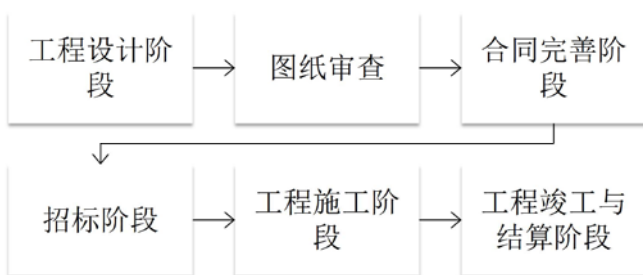 工程设计阶
段
图纸审查
合同完善阶
段
招标阶段
工程施工阶
段
工程竣工与
结算阶段